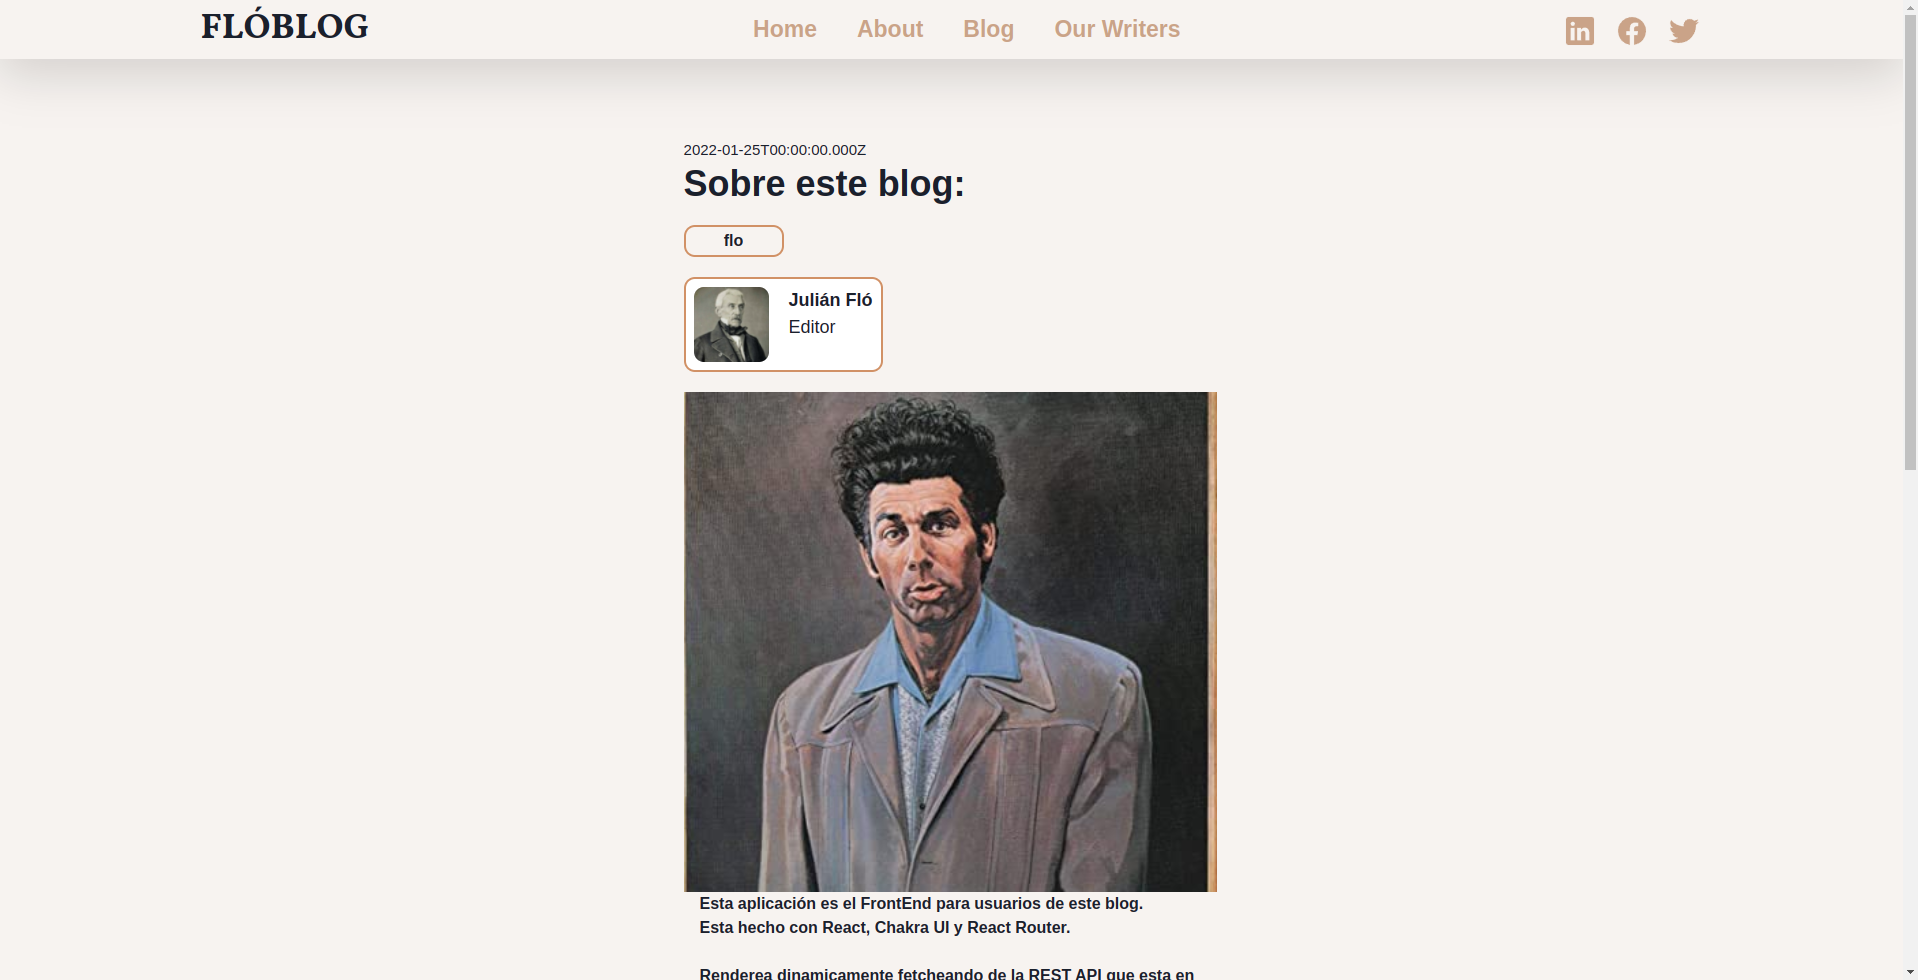 FLÓBLOG
Home About Blog Our Writers
2022-01-25T00:00:00.000Z
Sobre este blog:
flo
Julián Fló
Editor
Esta aplicación es el FrontEnd para usuarios de este blog.
Esta hecho con React, Chakra UI y React Router.
Renderea dinamicamente fetcheando de la REST API que esta en